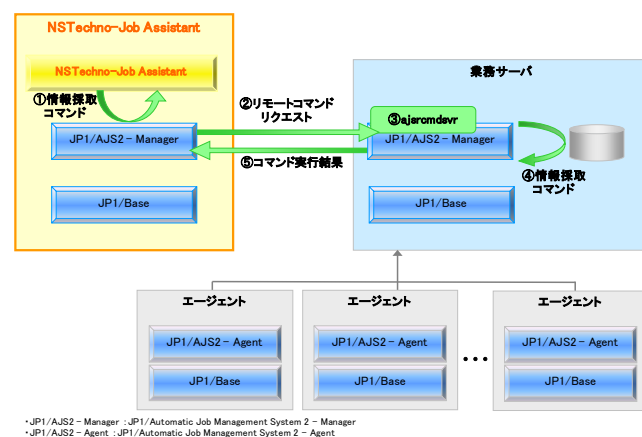 NSTechno-Job Assistant
NSTechno-Job Assistant
①情報採取
コマンド
JP1/AJS2－Manager
JP1/Base
②リモートコマンド
リクエスト
⑤コマンド実行結果
業務サーバ
③ajsrcmdsvr
JP1/AJS2－Manager
④情報採取
コマンド
JP1/Base
エージェント
JP1/AJS2－Agent
JP1/Base
エージェント
JP1/AJS2－Agent
JP1/Base
…
エージェント
JP1/AJS2－Agent
JP1/Base
・JP1/AJS2－Manager ：JP1/Automatic Job Management System 2 － Manager
・JP1/AJS2－Agent ：JP1/Automatic Job Management System 2 － Agent